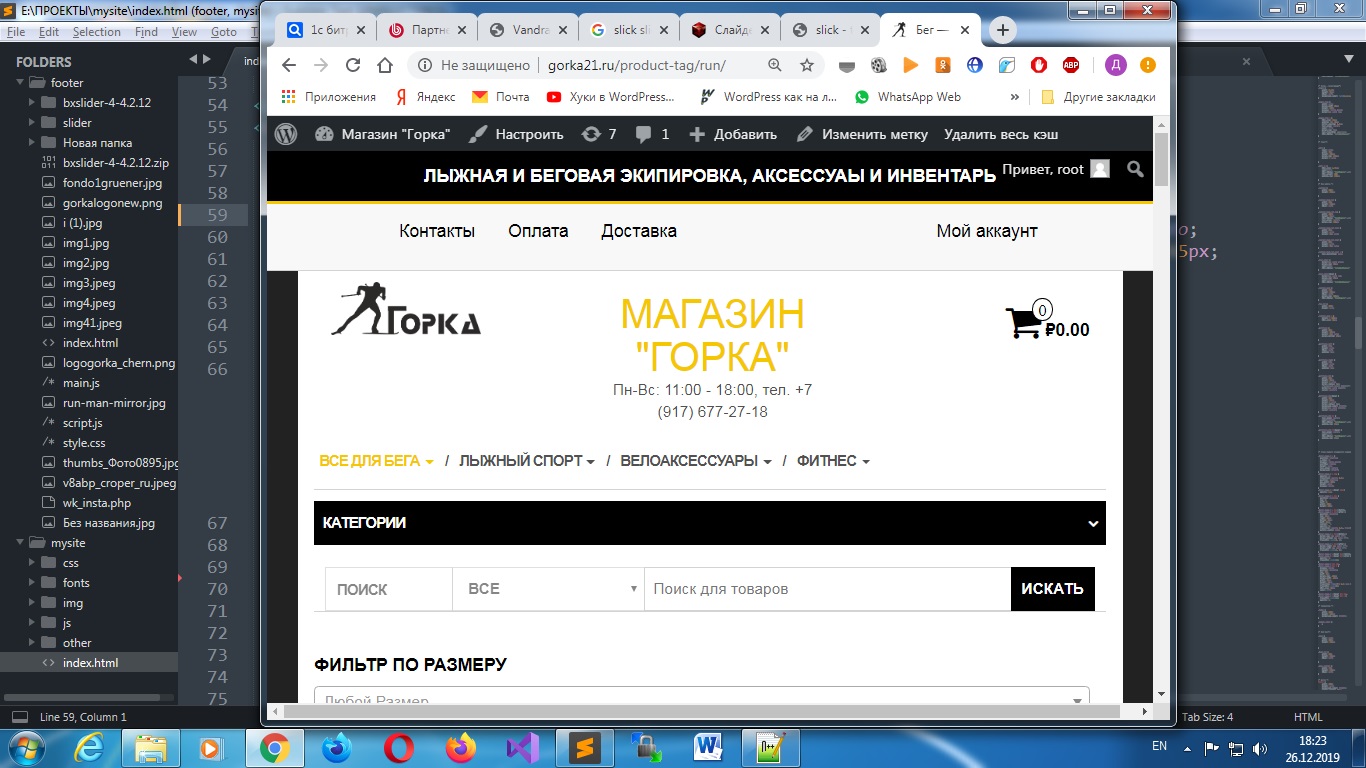 E:\ПРОЕКТЫ\mysite\index.html (footer, mysite
File Edit Selection Find View Goto
FOLDERS
footer
bxslider-4-4.2.12
slider
Новая папка
bxslider-4-4.2.12.zip
fondo1gruener.jpg
gorkalogonew.png
i (1).jpg
img1.jpg
img2.jpg
img3.jpeg
img4.jpeg
img41.jpeg
index.html
logogorka_chern.png
main.js
run-man-mirror.jpg
script.js
style.css
thumbs_Фото0895.jpg
v8abp_croper_ru.jpeg
wk_insta.php
Без названия.jpg
mysite
css
fonts
img
js
other
index.html
53
54
55
56
57
58
59
60
61
62
63
64
65
66
67
68
69
70
71
72
73
74
75
1с битр
Партне
Vandra
slick sli
Слайде
slick -
Бег —
Не защищено gorka21.ru/product-tag/run/
Приложения Яндекс Почта Хуки в WordPress... WordPress как на л... WhatsApp Web » Другие закладки
Магазин "Горка" Настроить 7 1 Добавить Изменить метку Удалить весь кэш
Привет, root
ЛЫЖНАЯ И БЕГОВАЯ ЭКИПИРОВКА, АКСЕССУАЫ И ИНВЕНТАРЬ
Контакты Оплата Доставка Мой аккаунт
ГОРКА
МАГАЗИН
"ГОРКА"
Пн-Вс: 11:00 - 18:00, тел. +7
(917) 677-27-18
0
₽0.00
ВСЕ ДЛЯ БЕГА / ЛЫЖНЫЙ СПОРТ / ВЕЛОАКСЕССУАРЫ / ФИТНЕС
КАТЕГОРИИ
ПОИСК ВСЕ Поиск для товаров ИСКАТЬ
ФИЛЬТР ПО РАЗМЕРУ
Любой Размер
o;
5px;
Line 59, Column 1 Tab Size: 4 HTML
EN 18:23
26.12.2019